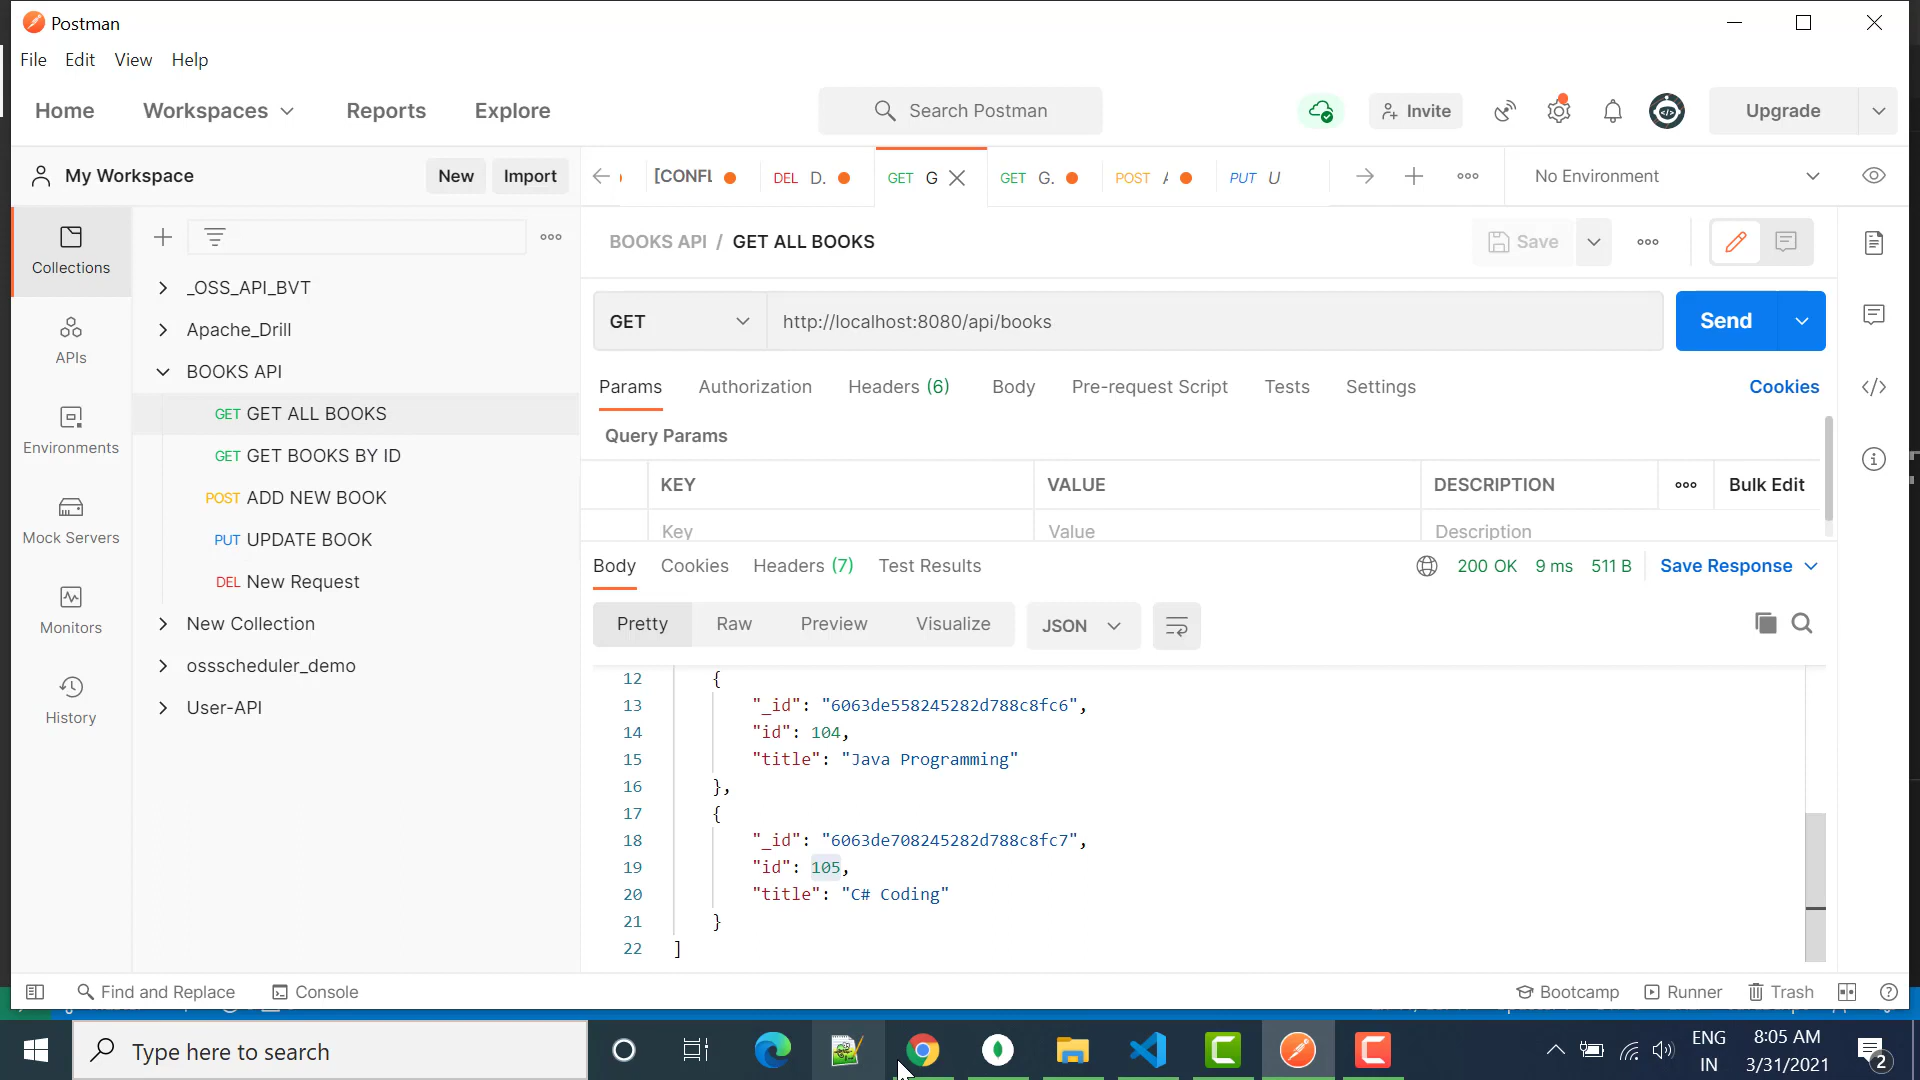 Postman
File Edit View Help
Home Workspaces Reports Explore Search Postman Invite Upgrade
My Workspace New Import [CONFL DEL D. GET G GET G. POST PUT U No Environment
Collections
APIs
Environments
Mock Servers
Monitors
History
_OSS_API_BVT
Apache_Drill
BOOKS API
GET GET ALL BOOKS
GET GET BOOKS BY ID
POST ADD NEW BOOK
PUT UPDATE BOOK
DEL New Request
New Collection
ossscheduler_demo
User-API
BOOKS API / GET ALL BOOKS Save
GET http://localhost:8080/api/books Send
Params Authorization Headers (6) Body Pre-request Script Tests Settings Cookies
Query Params
KEY VALUE DESCRIPTION Bulk Edit
Key Value Description
Body Cookies Headers (7) Test Results 200 OK 9 ms 511 B Save Response
Pretty Raw Preview Visualize JSON
12 {
13 "_id": "6063de558245282d788c8fc6",
14 "id": 104,
15 "title": "Java Programming"
16 },
17 {
18 "_id": "6063de708245282d788c8fc7",
19 "id": 105,
20 "title": "C# Coding"
21 }
22 ]
Find and Replace Console Bootcamp Runner Trash
Type here to search ENG IN 8:05 AM 3/31/2021 2